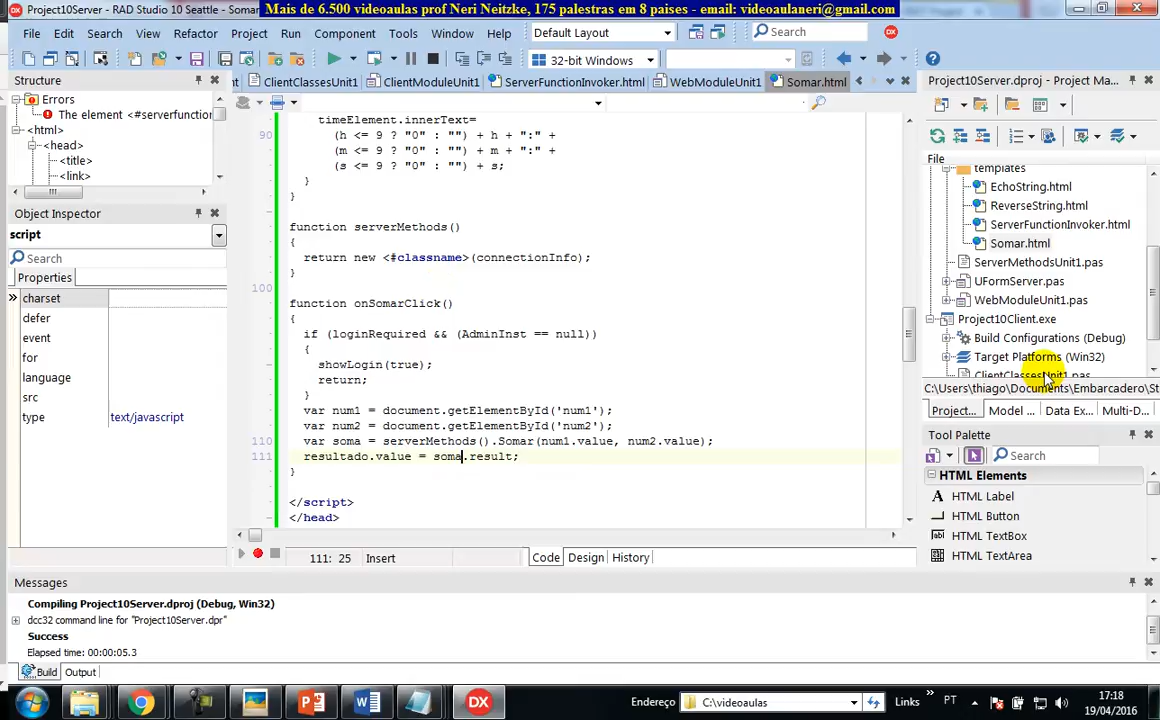 Project10Server - RAD Studio 10 Seattle - Somar
Mais de 6.500 videoaulas prof Neri Neitzke, 175 palestras em 8 paises - email: videoaulaneri@gmail.com
File Edit Search View Refactor Project Run Component Tools Window Help
Default Layout
Search
32-bit Windows
Structure
Errors
The element <#serverfunction
<html>
<head>
<title>
<link>
Object Inspector
script
Search
Properties
charset
defer
event
for
language
src
type text/javascript
ClientClassesUnit1 ClientModuleUnit1 ServerFunctionInvoker.html WebModuleUnit1 Somar.html
timeElement.innerText=
90 (h <= 9 ? "0" : "") + h + ":" +
(m <= 9 ? "0" : "") + m + ":" +
(s <= 9 ? "0" : "") + s;
}
}
function serverMethods()
{
return new <#classname>(connectionInfo);
}
100
function onSomarClick()
{
if (loginRequired && (AdminInst == null))
{
showLogin(true);
return;
}
var num1 = document.getElementById('num1');
var num2 = document.getElementById('num2');
110 var soma = serverMethods().Somar(num1.value, num2.value);
111 resultado.value = soma.result;
}
</script>
</head>
111: 25 Insert
Code Design History
Project10Server.dproj - Project Ma...
File
templates
EchoString.html
ReverseString.html
ServerFunctionInvoker.html
Somar.html
ServerMethodsUnit1.pas
UFormServer.pas
WebModuleUnit1.pas
Project10Client.exe
Build Configurations (Debug)
Target Platforms (Win32)
ClientClassesUnit1.pas
C:\Users\thiago\Documents\Embarcadero\St
Project... Model ... Data Ex... Multi-D...
Tool Palette
Search
HTML Elements
HTML Label
HTML Button
HTML TextBox
HTML TextArea
Messages
Compiling Project10Server.dproj (Debug, Win32)
dcc32 command line for "Project10Server.dpr"
Success
Elapsed time: 00:00:05.3
Build Output
Endereço C:\videoaulas
Links
PT
17:18
19/04/2016